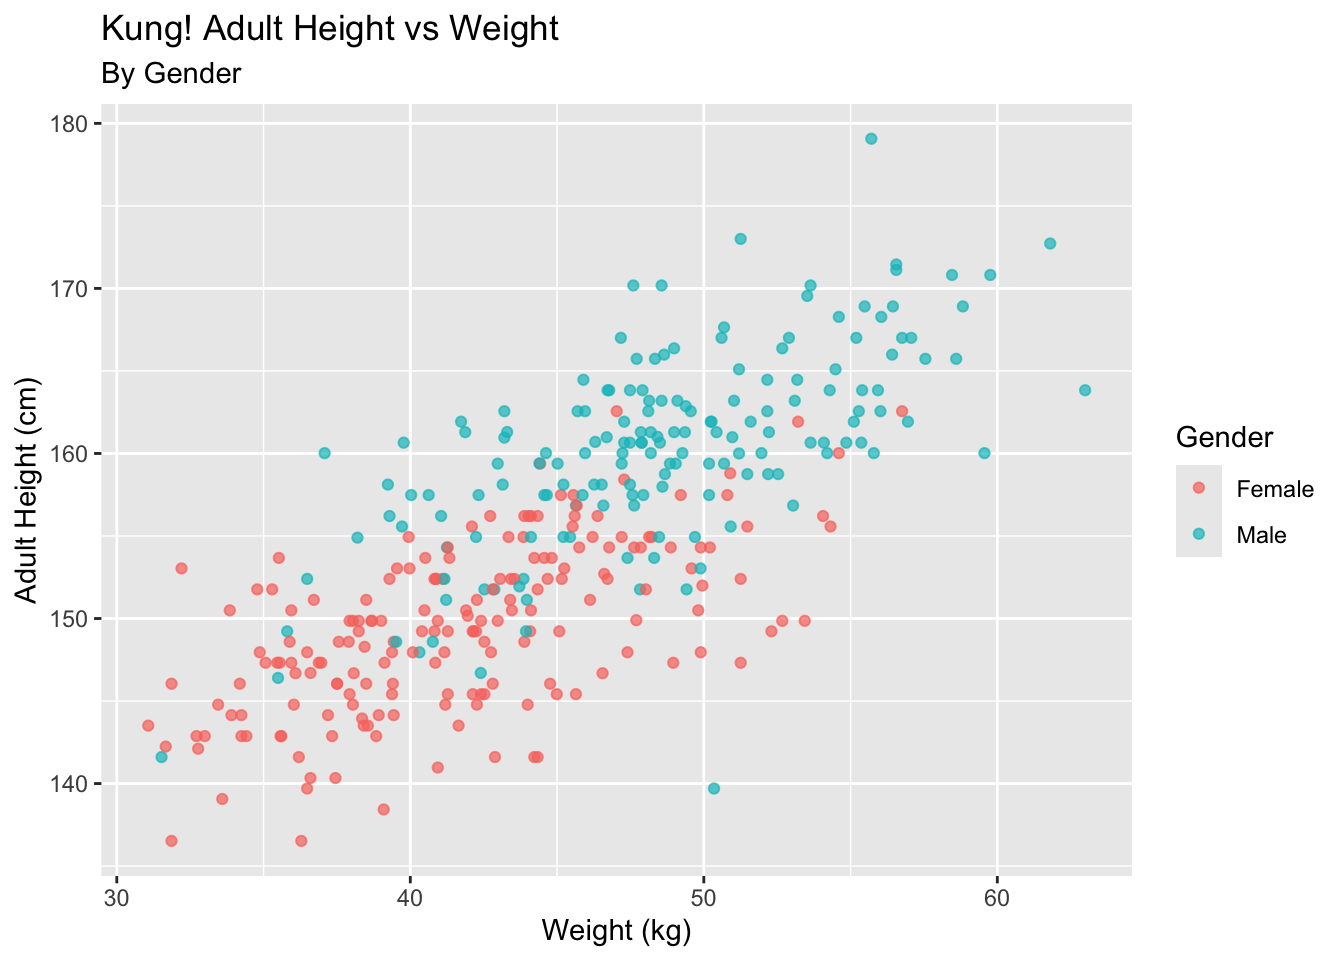 Kung! Adult Height vs Weight
By Gender
180
170
160
150
140
Adult Height (cm)
30 40 50 60
Weight (kg)
Gender
Female
Male